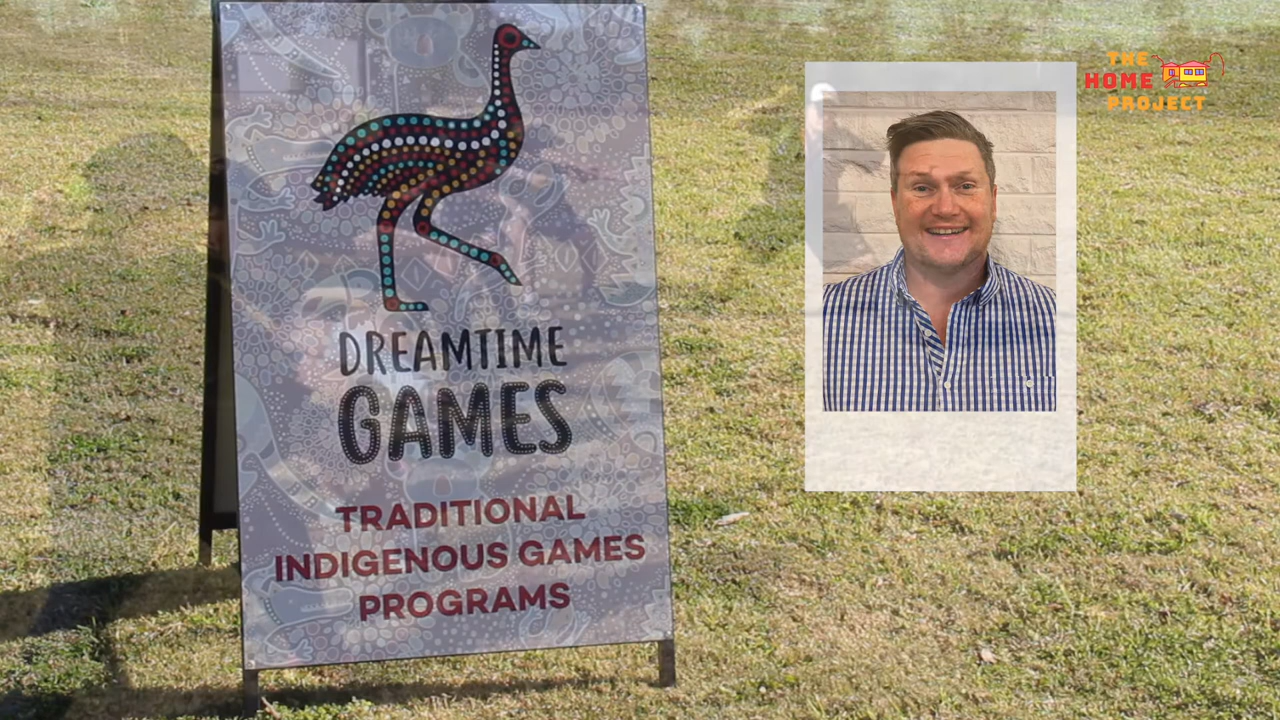 DREAMTIME
GAMES
TRADITIONAL
INDIGENOUS GAMES
PROGRAMS
THE
HOME
PROJECT